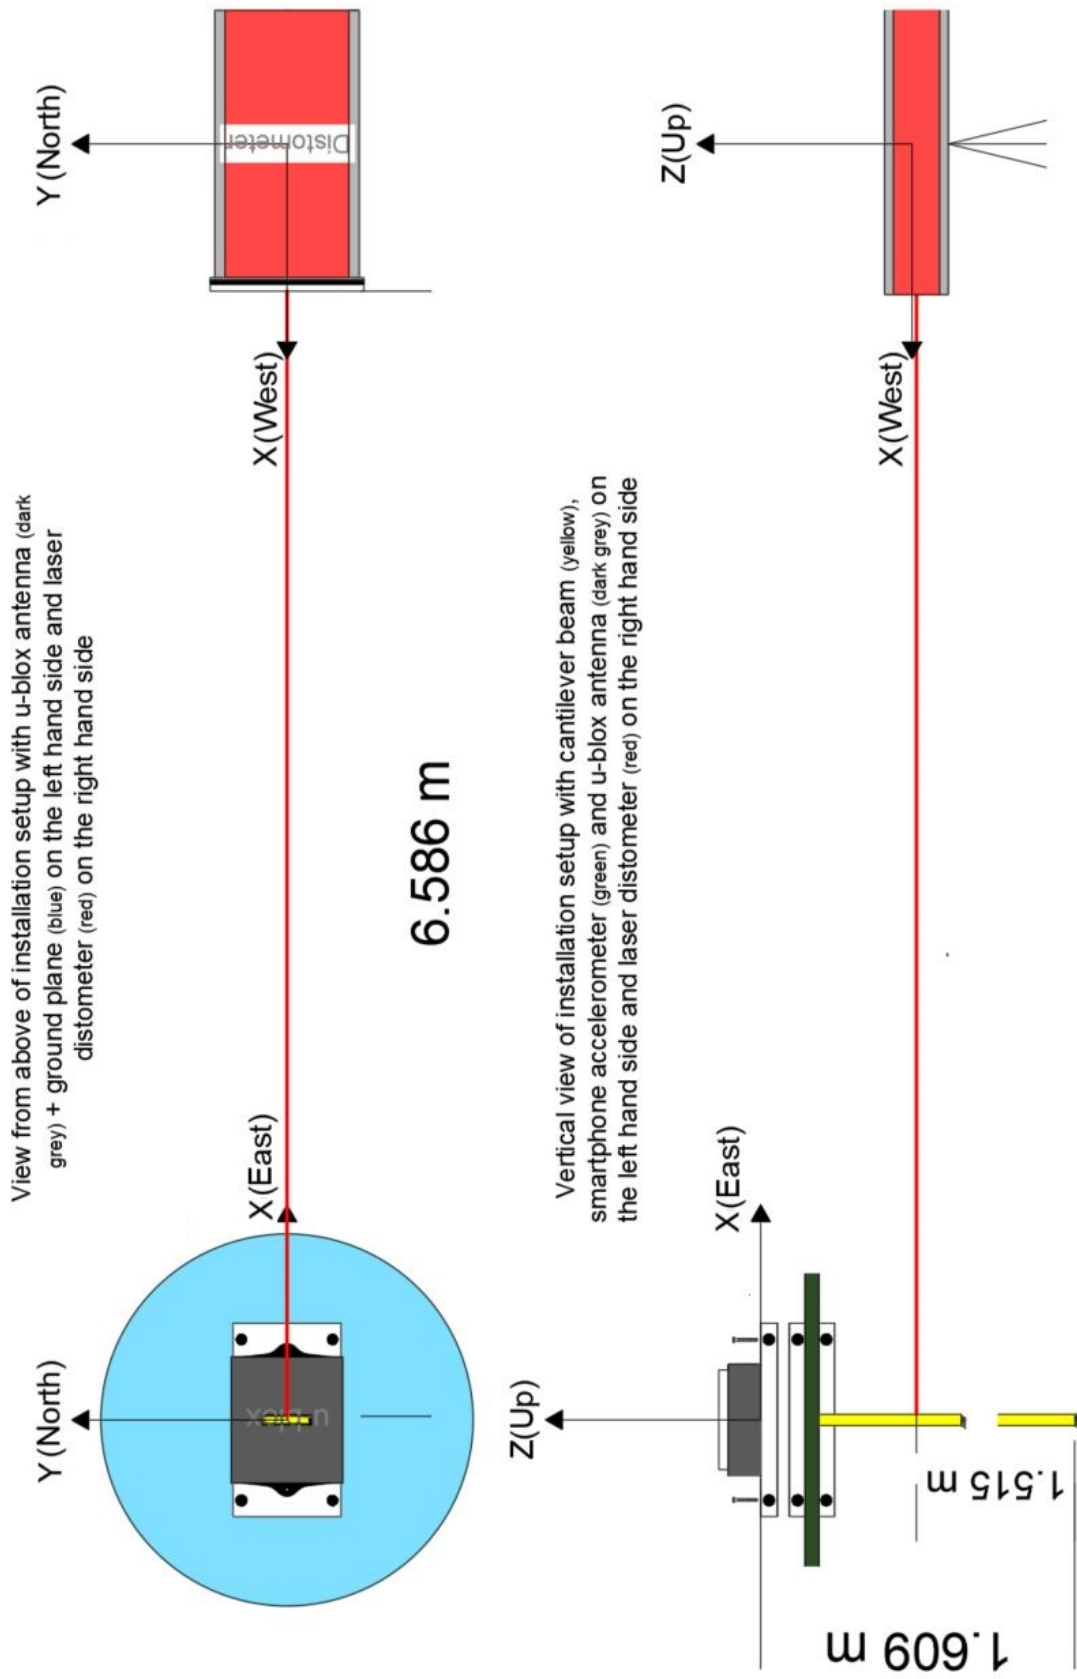 View from above of installation setup with u-blox antenna (dark
grey) + ground plane (blue) on the left hand side and laser
distometer (red) on the right hand side
Y(North)
Y(North)
u-blox
Distometer
X(East)
X(West)
6.586 m
Vertical view of installation setup with cantilever beam (yellow),
smartphone accelerometer (green) and u-blox antenna (dark grey) on
the left hand side and laser distometer (red) on the right hand side
Z(Up)
Z(Up)
X(East)
X(West)
1.515 m
1.609 m